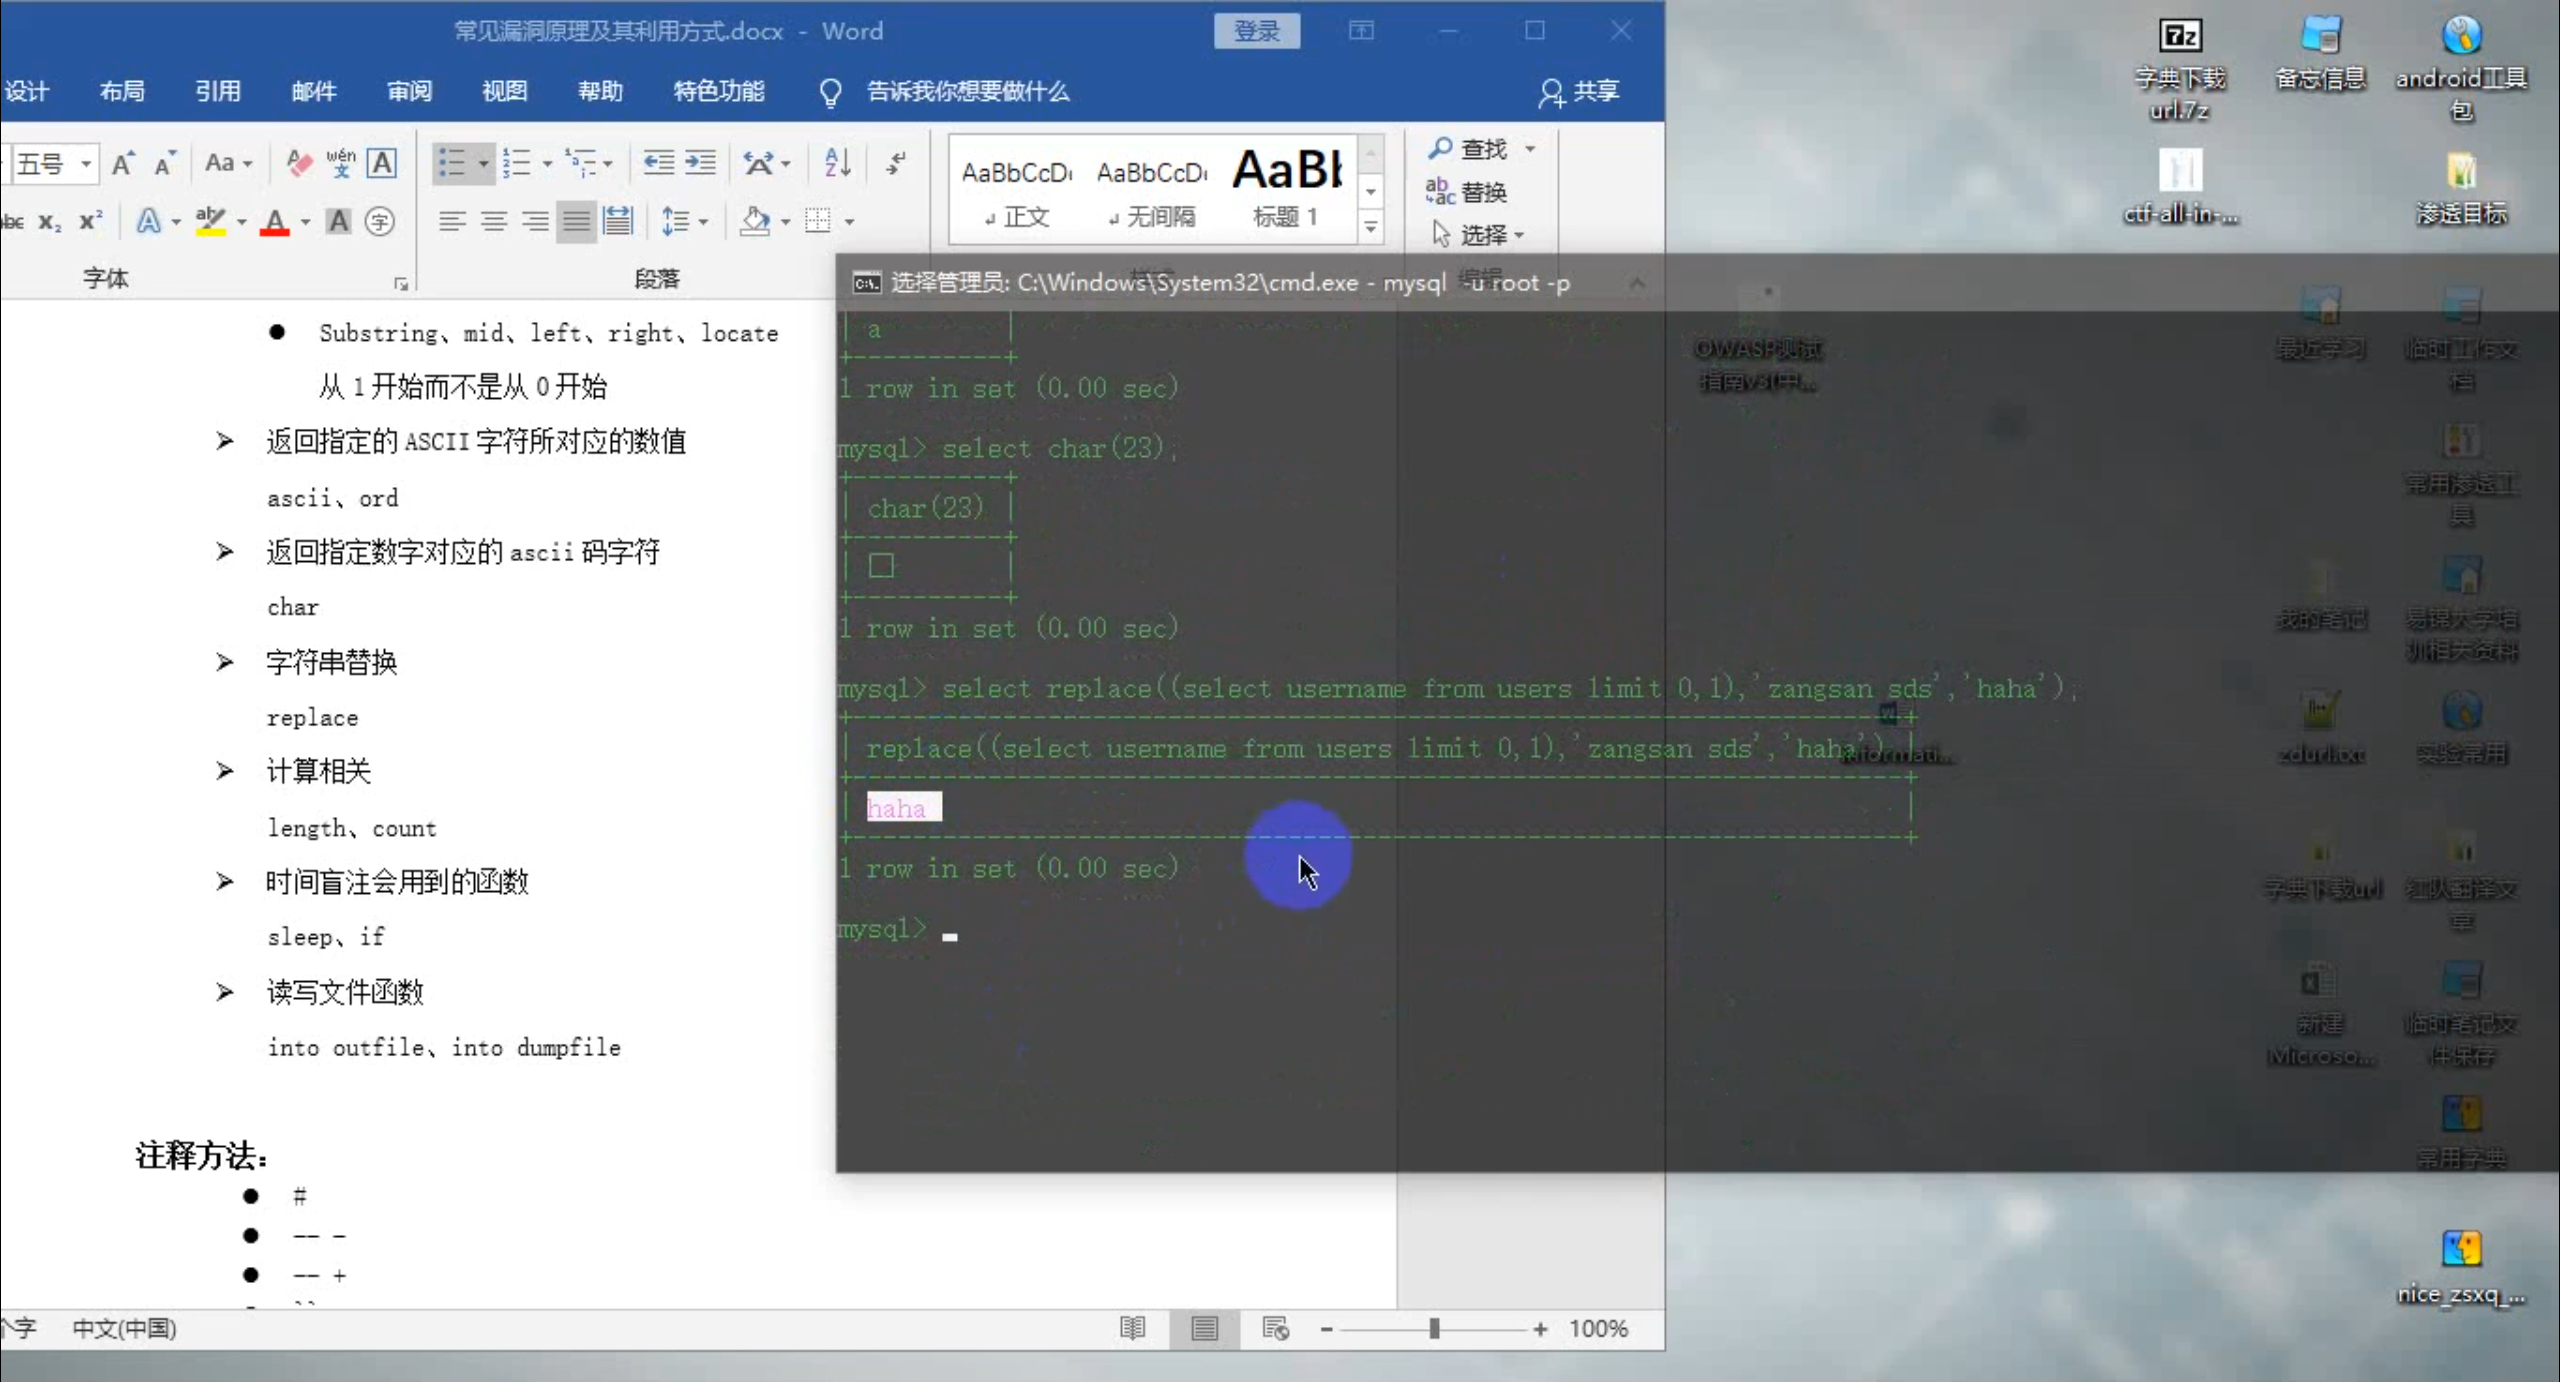 常见漏洞原理及其利用方式.docx - Word
登录
设计 布局 引用 邮件 审阅 视图 帮助 特色功能 告诉我你想要做什么 共享
五号
Aa
wén
文
A
AaBbCcDı
正文
AaBbCcDı
无间隔
AaBl
标题 1
查找
替换
选择
字体
段落
选择管理员: C:\Windows\System32\cmd.exe - mysql -u root -p
Substring、mid、left、right、locate
从 1 开始而不是从 0 开始
返回指定的 ASCII 字符所对应的数值
ascii、ord
返回指定数字对应的 ascii 码字符
char
字符串替换
replace
计算相关
length、count
时间盲注会用到的函数
sleep、if
读写文件函数
into outfile、into dumpfile
注释方法：
#
-- -
-- +
个字 中文(中国)
100%
| a |
1 row in set (0.00 sec)
mysql> select char(23);
| char(23) |
1 row in set (0.00 sec)
mysql> select replace((select username from users limit 0,1),'zangsan sds','haha');
| replace((select username from users limit 0,1),'zangsan sds','haha') |
| haha |
1 row in set (0.00 sec)
mysql>
字典下载
url.7z
备忘信息
android工具
包
ctf-all-in-...
渗透目标
OWASP测试
指南v3(中...
最近学习
临时工作文
档
常用渗透工
具
我的笔记
zdurl.txt
实验常用
字典下载url
红队翻译文
章
新建
Microso...
临时笔记文
件保存
常用字典
nice_zsxq_...